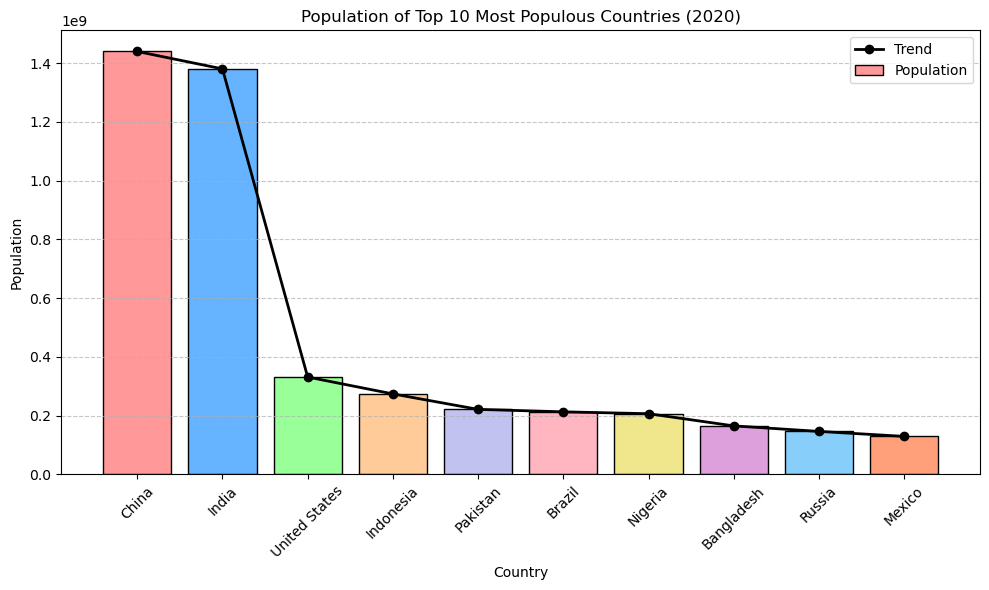 Population of Top 10 Most Populous Countries (2020)
1e9
Trend
Population
1.4
1.2
1.0
0.8
0.6
0.4
0.2
0.0
Population
China
India
United States
Indonesia
Pakistan
Brazil
Nigeria
Bangladesh
Russia
Mexico
Country